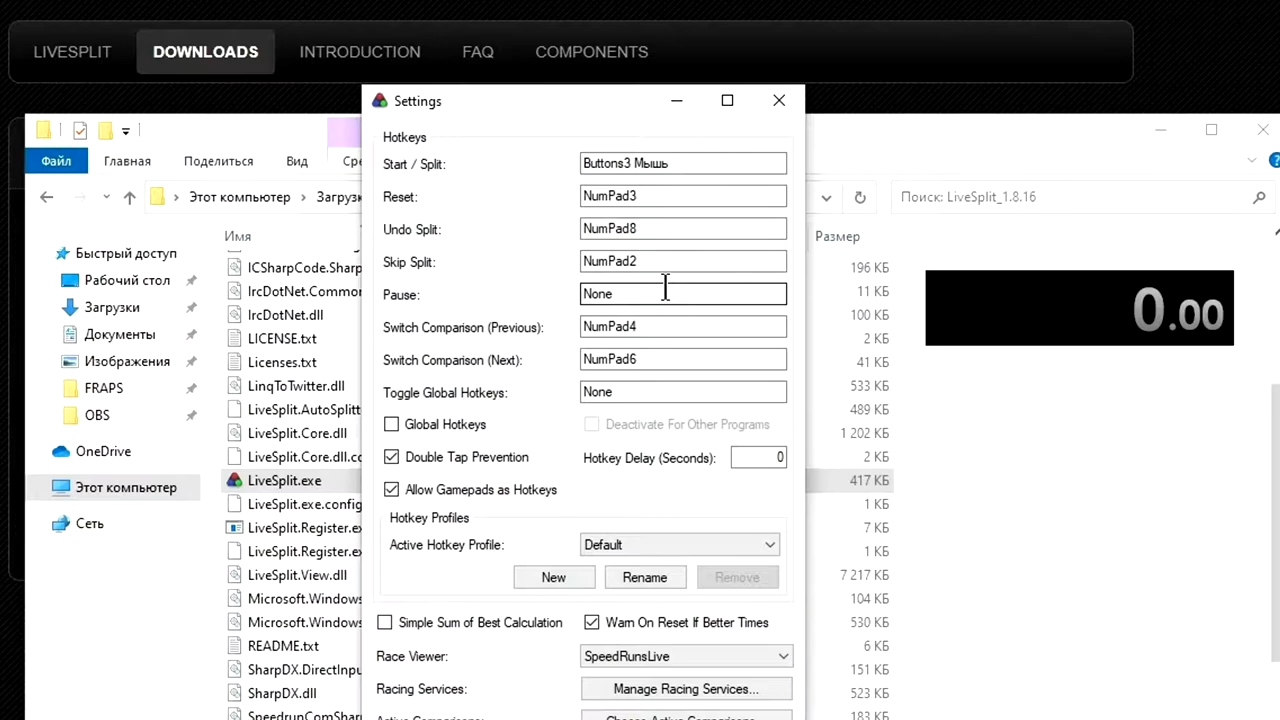 LIVESPLIT DOWNLOADS INTRODUCTION FAQ COMPONENTS
Settings
Файл Главная Поделиться Вид
Этот компьютер > Загрузк
Поиск: LiveSplit_1.8.16
Быстрый доступ
Рабочий стол
Загрузки
Документы
Изображения
FRAPS
OBS
OneDrive
Этот компьютер
Сеть
Имя
ICSharpCode.Sharp
IrcDotNet.Common
IrcDotNet.dll
LICENSE.txt
Licenses.txt
LinqToTwitter.dll
LiveSplit.AutoSplitt
LiveSplit.Core.dll
LiveSplit.Core.dll.cc
LiveSplit.exe
LiveSplit.exe.config
LiveSplit.Register.ex
LiveSplit.Register.ex
LiveSplit.View.dll
Microsoft.Windows
Microsoft.Windows
README.txt
SharpDX.DirectInpu
SharpDX.dll
SpeedrunComShar
Hotkeys
Start / Split: Buttons3 Мышь
Reset: NumPad3
Undo Split: NumPad8
Skip Split: NumPad2
Pause: None
Switch Comparison (Previous): NumPad4
Switch Comparison (Next): NumPad6
Toggle Global Hotkeys: None
Global Hotkeys Deactivate For Other Programs
Double Tap Prevention Hotkey Delay (Seconds): 0
Allow Gamepads as Hotkeys
Hotkey Profiles
Active Hotkey Profile: Default
New Rename Remove
Simple Sum of Best Calculation Warn On Reset If Better Times
Race Viewer: SpeedRunsLive
Racing Services: Manage Racing Services...
Размер
196 КБ
11 КБ
100 КБ
2 КБ
41 КБ
533 КБ
489 КБ
1 202 КБ
2 КБ
417 КБ
1 КБ
7 КБ
1 КБ
7 217 КБ
104 КБ
530 КБ
6 КБ
151 КБ
523 КБ
183 КБ
0.00